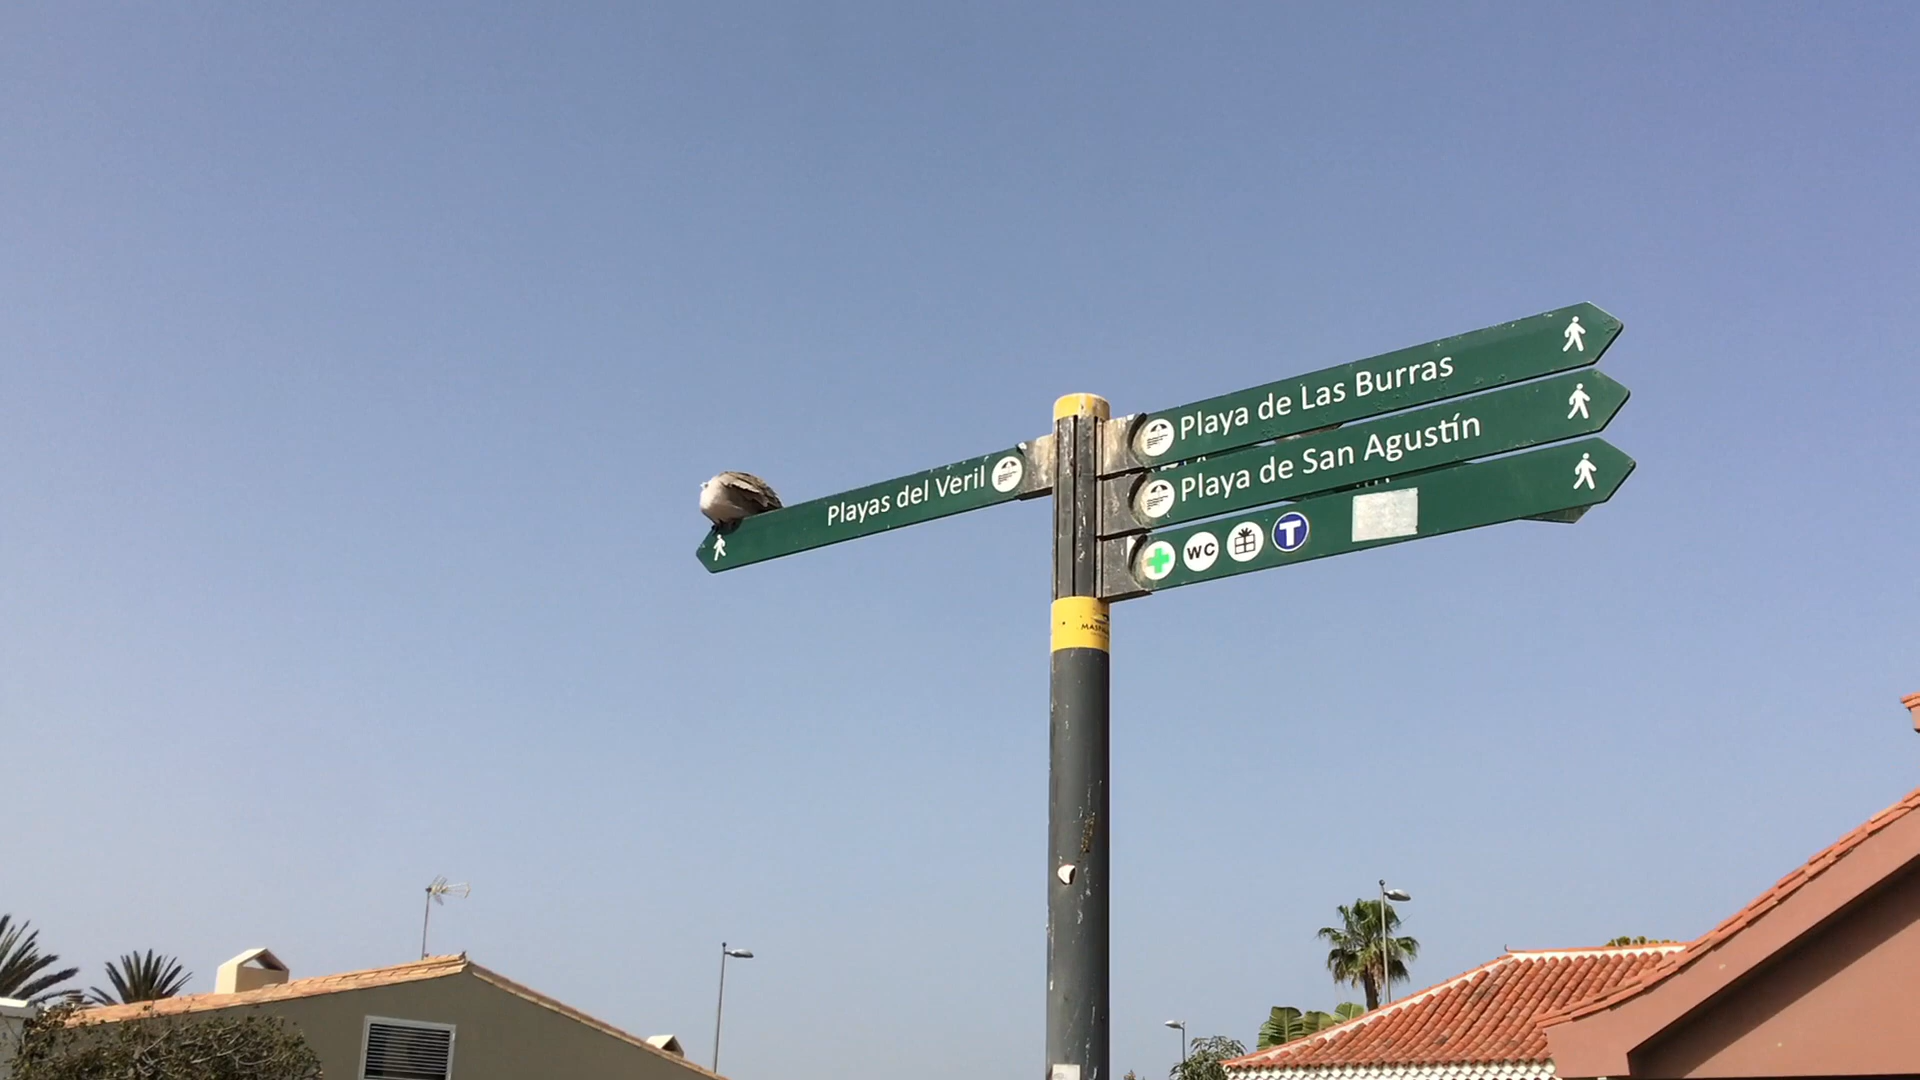 Playas del Veril
Playa de Las Burras
Playa de San Agustín
WC
T